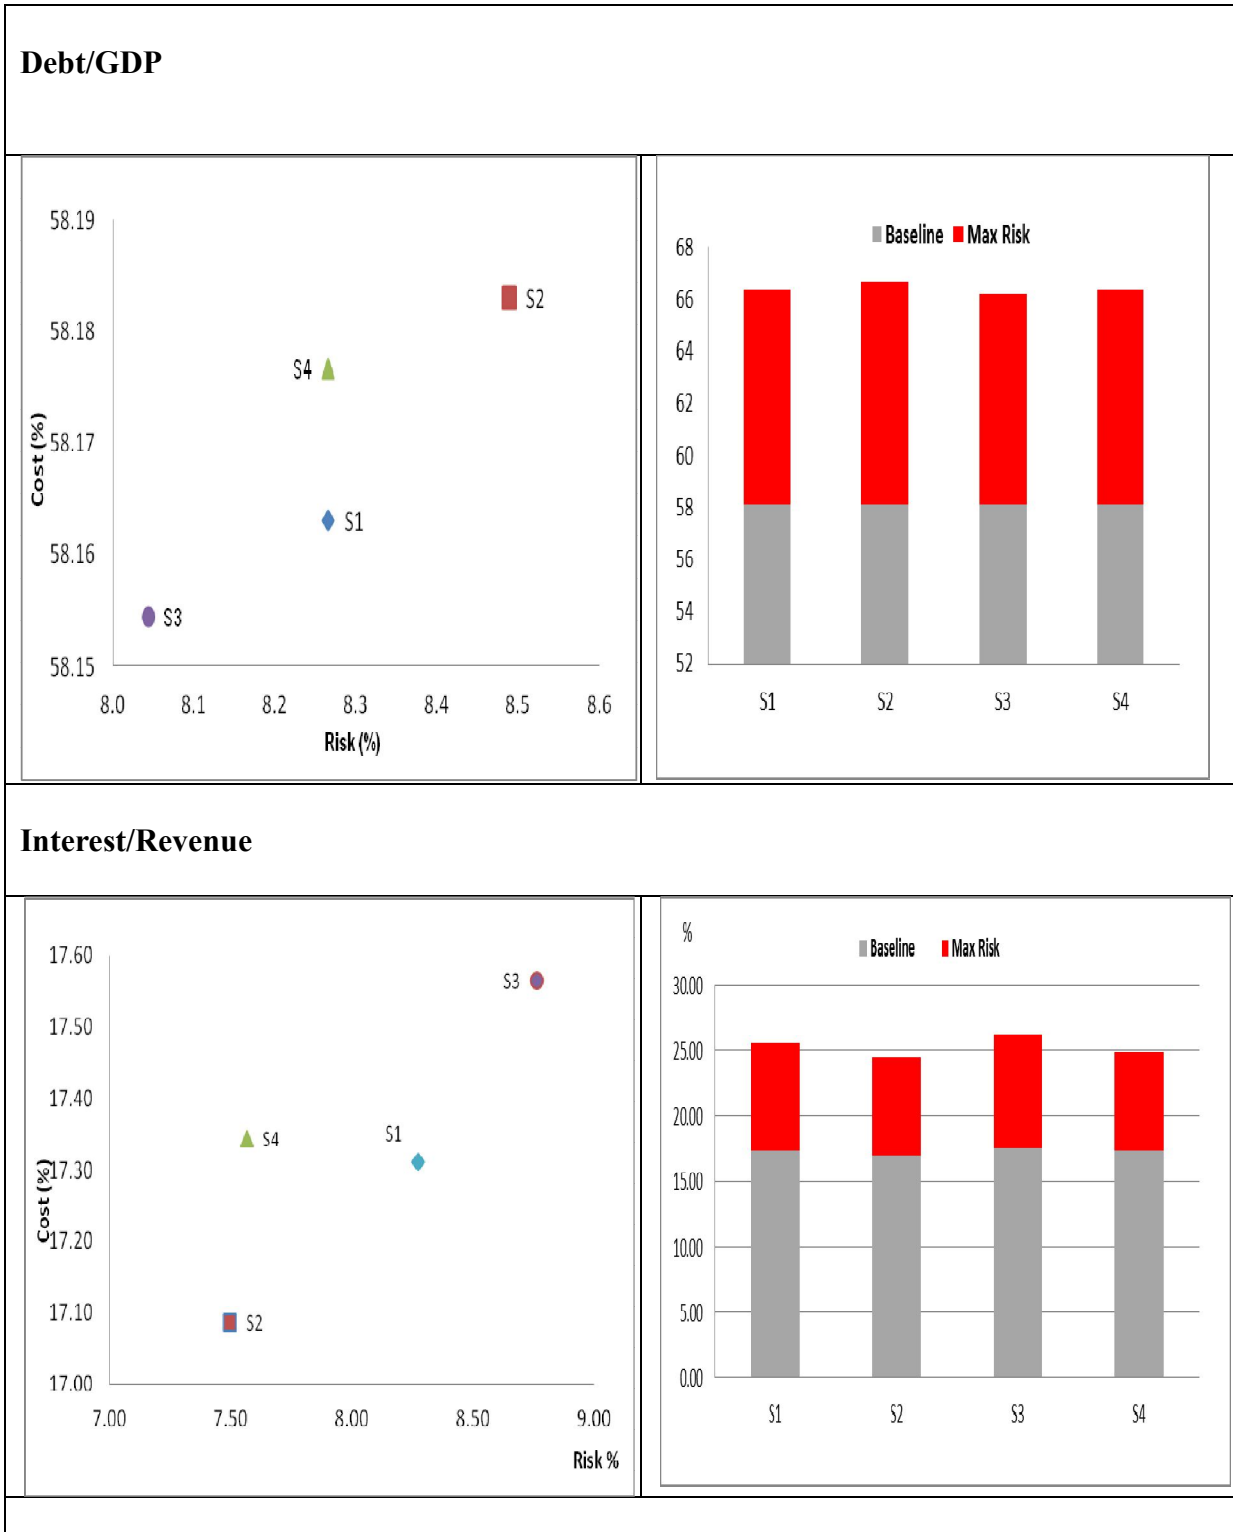 Debt/GDP
58.19
58.18
58.17
58.16
58.15
Cost (%)
S2
S4
S1
S3
8.0 8.1 8.2 8.3 8.4 8.5 8.6
Risk (%)
Baseline Max Risk
68
66
64
62
60
58
56
54
52
S1 S2 S3 S4
Interest/Revenue
17.60
17.50
17.40
17.30
17.20
17.10
17.00
Cost (%)
S3
S4
S1
S2
7.00 7.50 8.00 8.50 9.00
Risk %
%
Baseline Max Risk
30.00
25.00
20.00
15.00
10.00
5.00
0.00
S1 S2 S3 S4